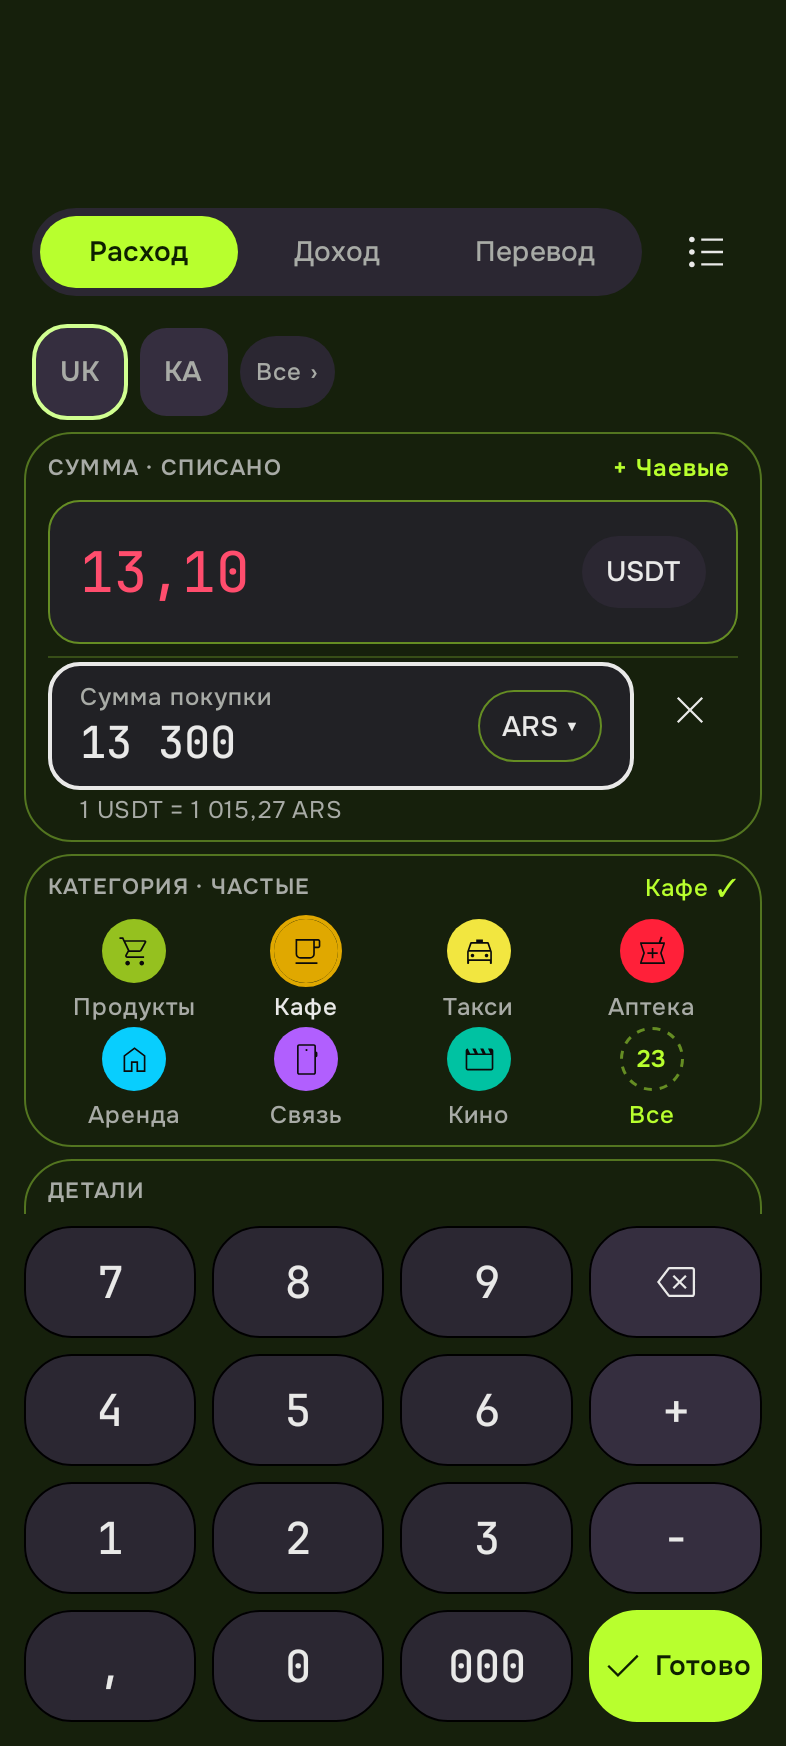 Расход Доход Перевод
UK KA Все ›
СУММА · СПИСАНО + Чаевые
13,10 USDT
Сумма покупки
13 300 ARS ▾
1 USDT = 1 015,27 ARS
КАТЕГОРИЯ · ЧАСТЫЕ Кафе ✓
Продукты Кафе Такси Аптека
23
Аренда Связь Кино Все
ДЕТАЛИ
7 8 9
4 5 6 +
1 2 3 -
, 0 000 Готово